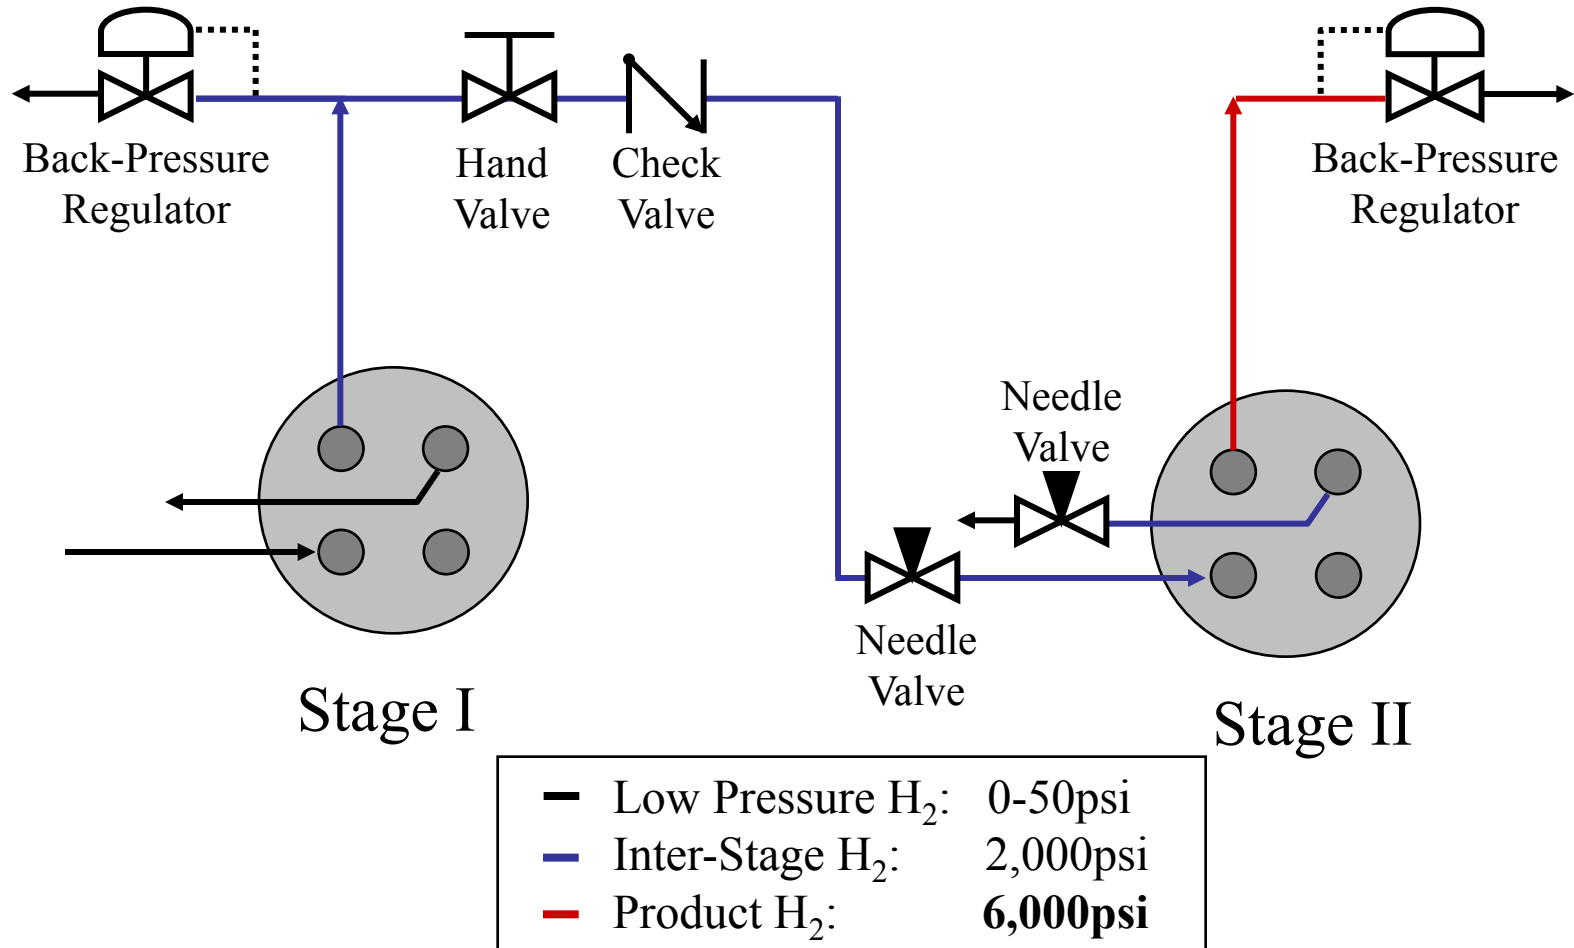 Back-Pressure
Regulator
Hand
Valve
Check
Valve
Back-Pressure
Regulator
Needle
Valve
Needle
Valve
Stage I
Stage II
Low Pressure H₂: 0-50psi
Inter-Stage H₂: 2,000psi
Product H₂: 6,000psi